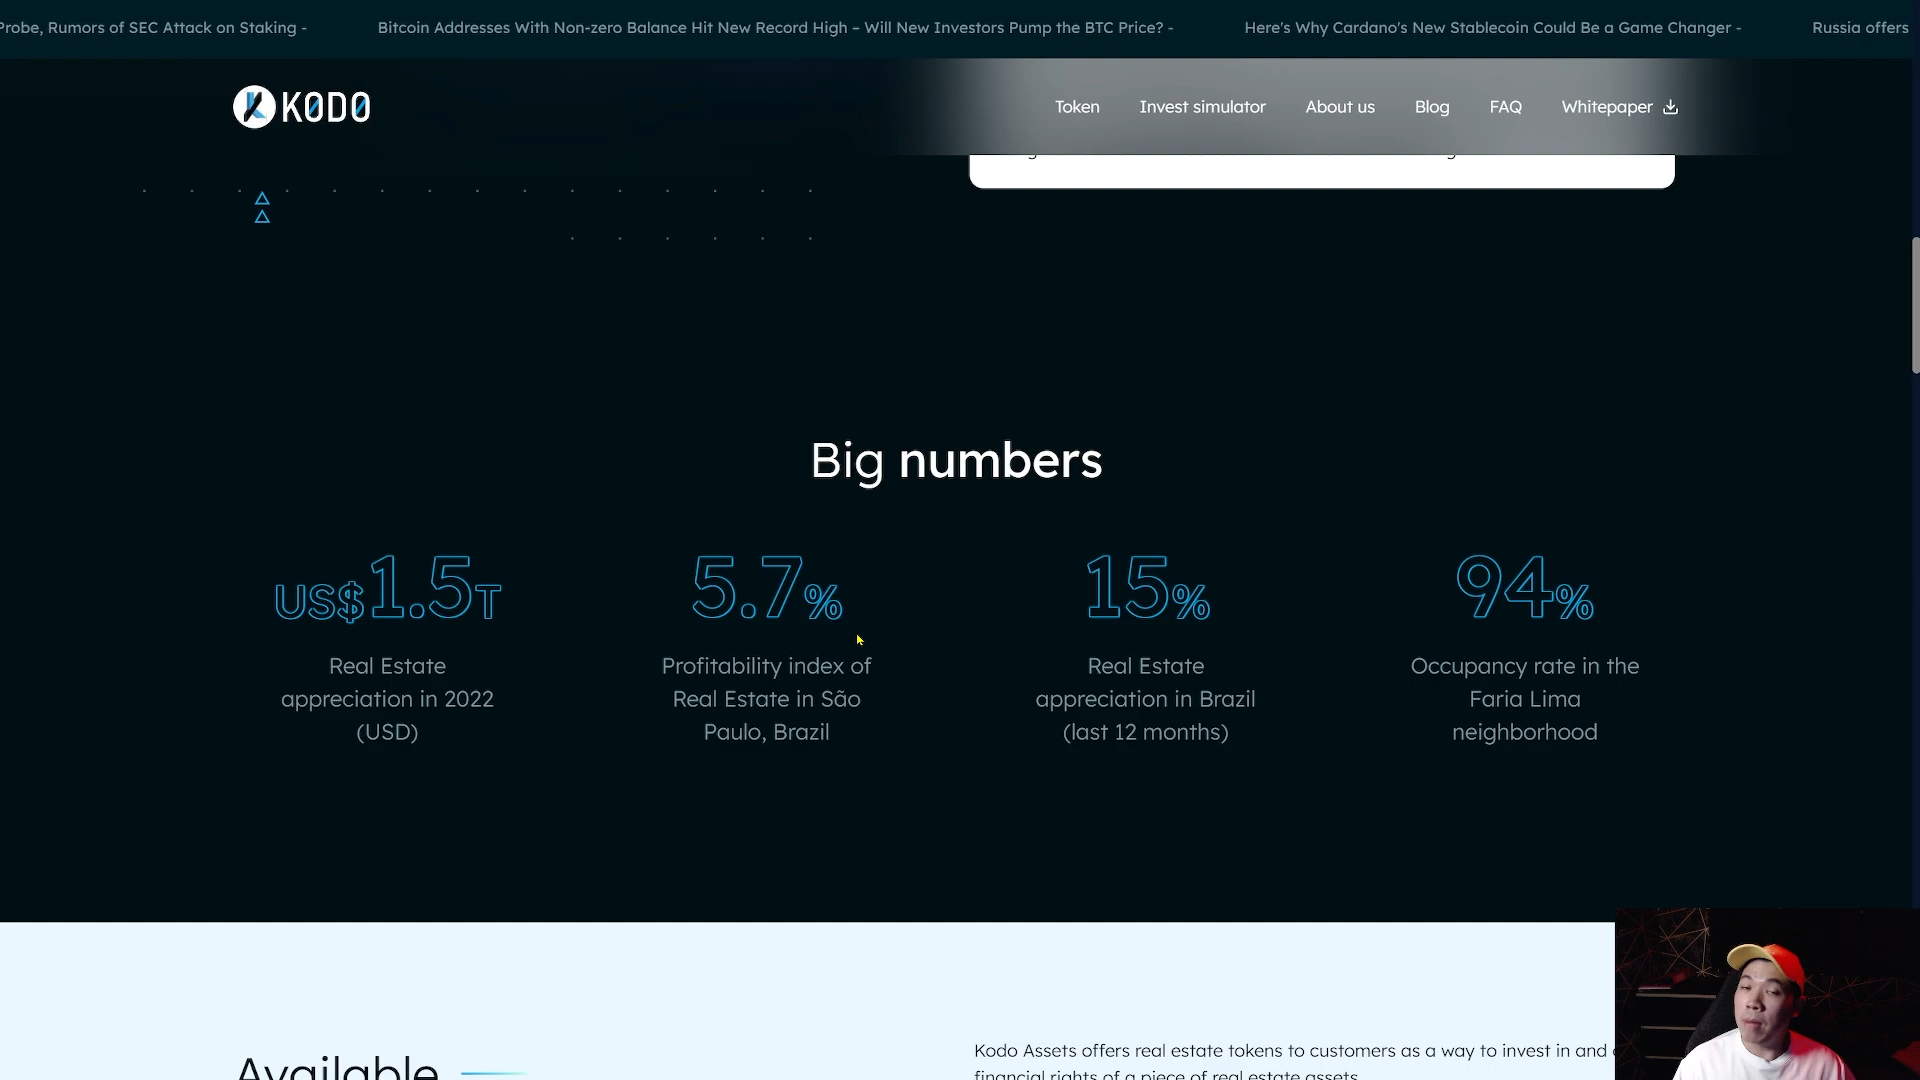 Probe, Rumors of SEC Attack on Staking - Bitcoin Addresses With Non-zero Balance Hit New Record High – Will New Investors Pump the BTC Price? - Here's Why Cardano's New Stablecoin Could Be a Game Changer - Russia offers
KODO
Token Invest simulator About us Blog FAQ Whitepaper
Big numbers
US$1.5T
Real Estate
appreciation in 2022
(USD)
5.7%
Profitability index of
Real Estate in São
Paulo, Brazil
15%
Real Estate
appreciation in Brazil
(last 12 months)
94%
Occupancy rate in the
Faria Lima
neighborhood
Available
Kodo Assets offers real estate tokens to customers as a way to invest in and
financial rights of a piece of real estate assets.